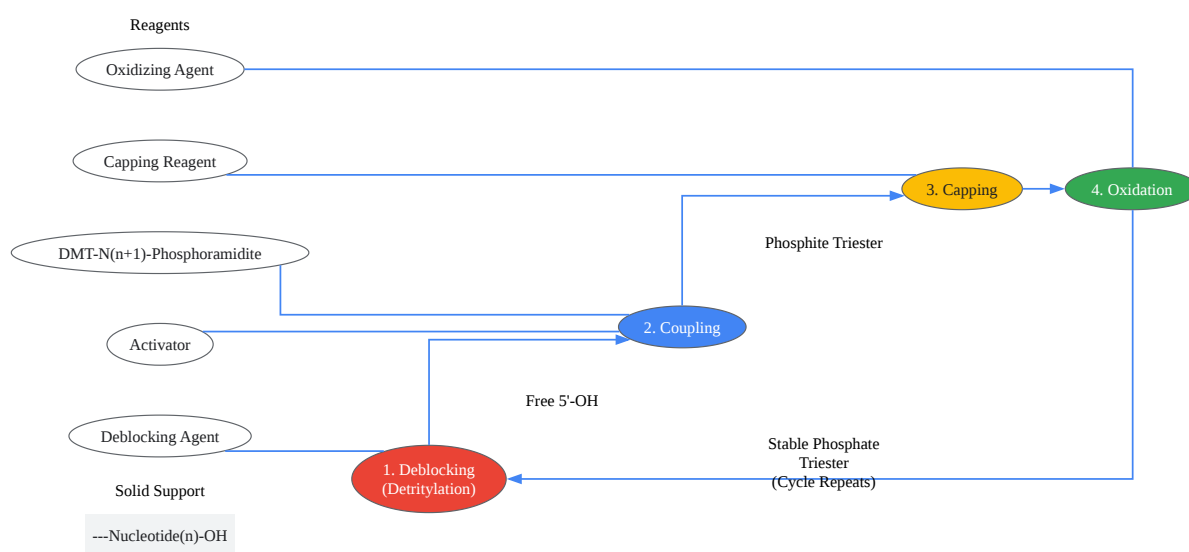 Reagents
Oxidizing Agent
Capping Reagent
3. Capping
4. Oxidation
Phosphite Triester
DMT-N(n+1)-Phosphoramidite
2. Coupling
Activator
Free 5'-OH
Deblocking Agent
1. Deblocking
(Detritylation)
Stable Phosphate
Triester
(Cycle Repeats)
Solid Support
---Nucleotide(n)-OH